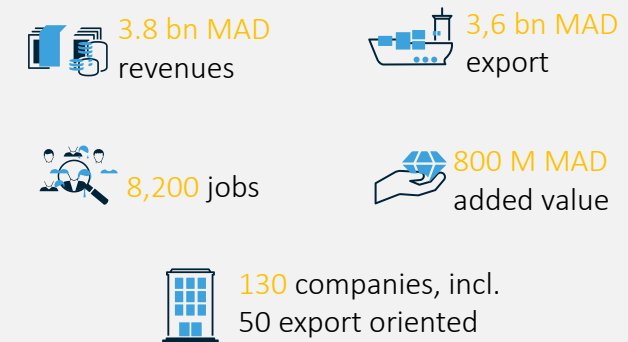 3.8 bn MAD
revenues
3,6 bn MAD
export
8,200 jobs
800 M MAD
added value
130 companies, incl.
50 export oriented